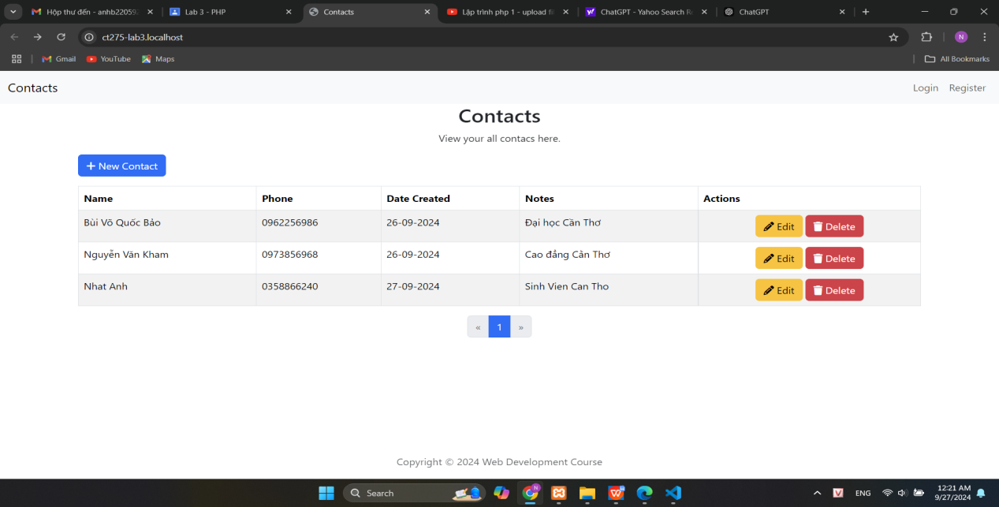 Hộp thư đến - anhb22059
Lab 3 - PHP
Contacts
Lập trình php 1 - upload fi
ChatGPT - Yahoo Search Re
ChatGPT
ct275-lab3.localhost
N
Gmail
YouTube
Maps
All Bookmarks
Contacts
Login
Register
Contacts
View your all contacs here.
+ New Contact
Name Phone Date Created Notes Actions
Bùi Võ Quốc Bảo 0962256986 26-09-2024 Đại học Cần Thơ Edit Delete
Nguyễn Văn Kham 0973856968 26-09-2024 Cao đẳng Cần Thơ Edit Delete
Nhat Anh 0358866240 27-09-2024 Sinh Vien Can Tho Edit Delete
« 1 »
Copyright © 2024 Web Development Course
Search
ENG
12:21 AM
9/27/2024